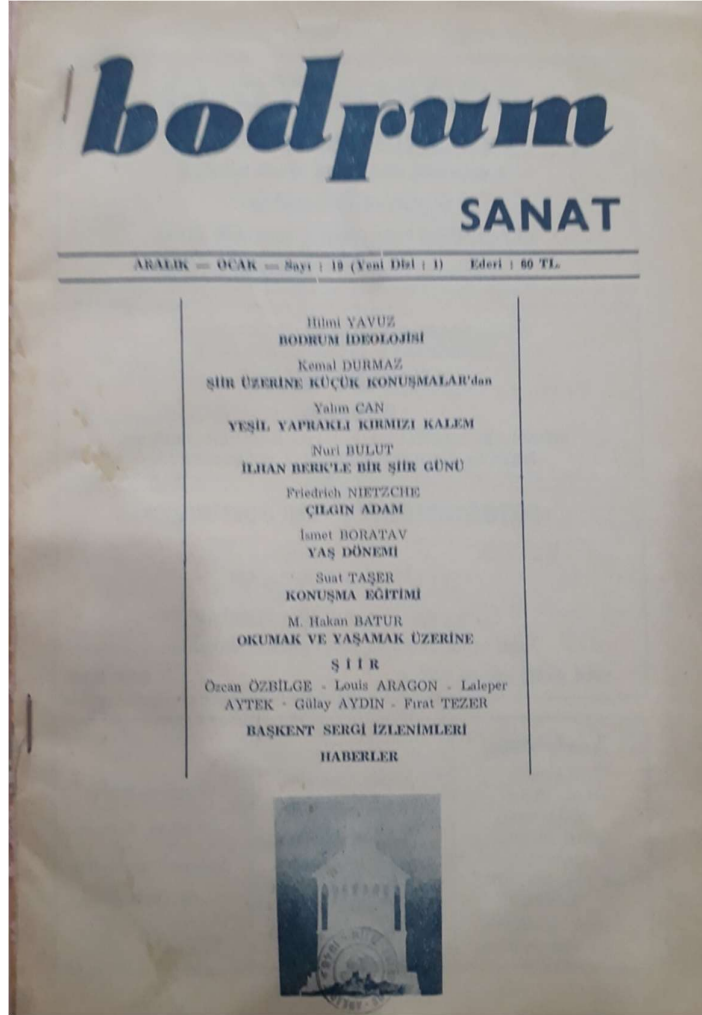 bodrum
SANAT
ARALIK — OCAK — Sayı : 19 (Yeni Dizi : 1) Ederi : 60 TL.
Hilmi YAVUZ
BODRUM İDEOLOJİSİ
Kemal DURMAZ
ŞİİR ÜZERİNE KÜÇÜK KONUŞMALAR'dan
Yalım CAN
YEŞİL YAPRAKLI KIRMIZI KALEM
Nuri BULUT
İLHAN BERK'LE BİR ŞİİR GÜNÜ
Friedrich NIETZCHE
ÇILGIN ADAM
İsmet BORATAV
YAŞ DÖNEMİ
Suat TAŞER
KONUŞMA EĞİTİMİ
M. Hakan BATUR
OKUMAK VE YAŞAMAK ÜZERİNE
ŞİİR
Özcan ÖZBİLGE - Louis ARAGON - Laleper
AYTEK - Gülay AYDIN - Fırat TEZER
BAŞKENT SERGİ İZLENİMLERİ
HABERLER